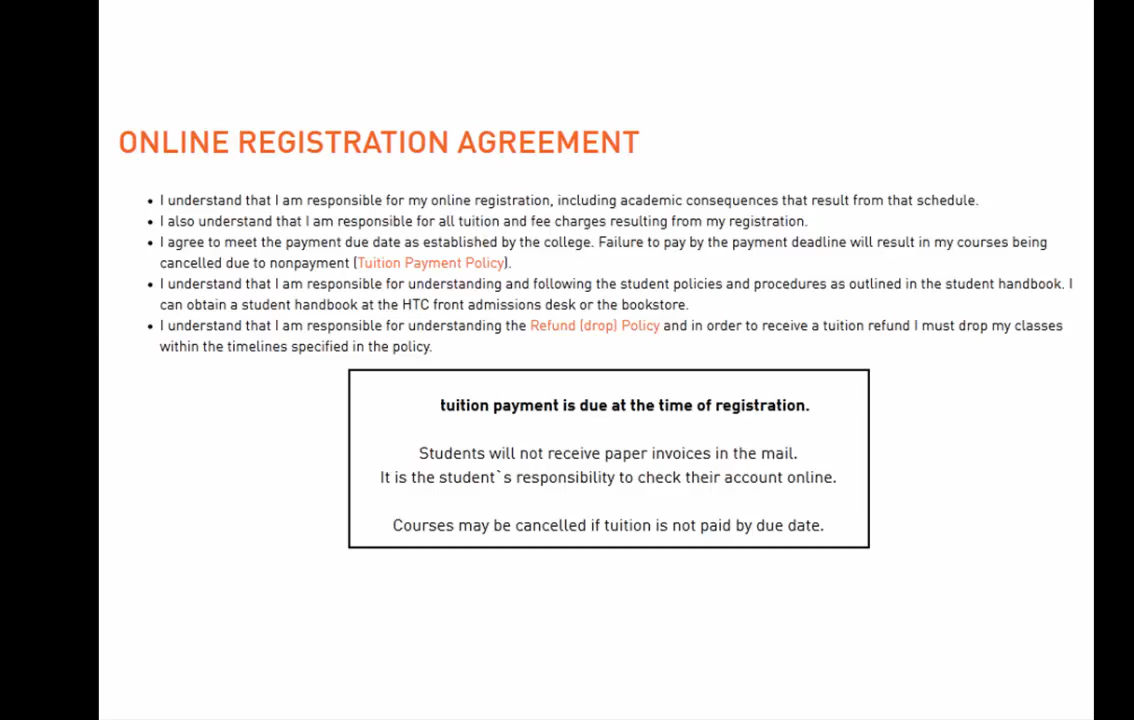 ONLINE REGISTRATION AGREEMENT
• I understand that I am responsible for my online registration, including academic consequences that result from that schedule.
• I also understand that I am responsible for all tuition and fee charges resulting from my registration.
• I agree to meet the payment due date as established by the college. Failure to pay by the payment deadline will result in my courses being
cancelled due to nonpayment (Tuition Payment Policy).
• I understand that I am responsible for understanding and following the student policies and procedures as outlined in the student handbook. I
can obtain a student handbook at the HTC front admissions desk or the bookstore.
• I understand that I am responsible for understanding the Refund (drop) Policy and in order to receive a tuition refund I must drop my classes
within the timelines specified in the policy.
tuition payment is due at the time of registration.
Students will not receive paper invoices in the mail.
It is the student`s responsibility to check their account online.
Courses may be cancelled if tuition is not paid by due date.